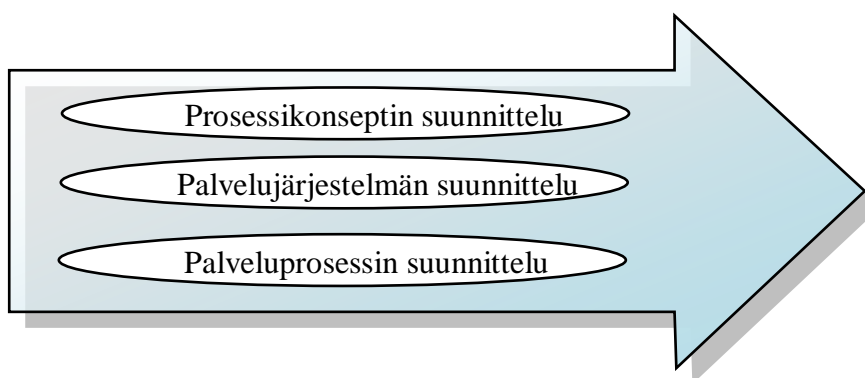 Prosessikonseptin suunnittelu
Palvelujärjestelmän suunnittelu
Palveluprosessin suunnittelu